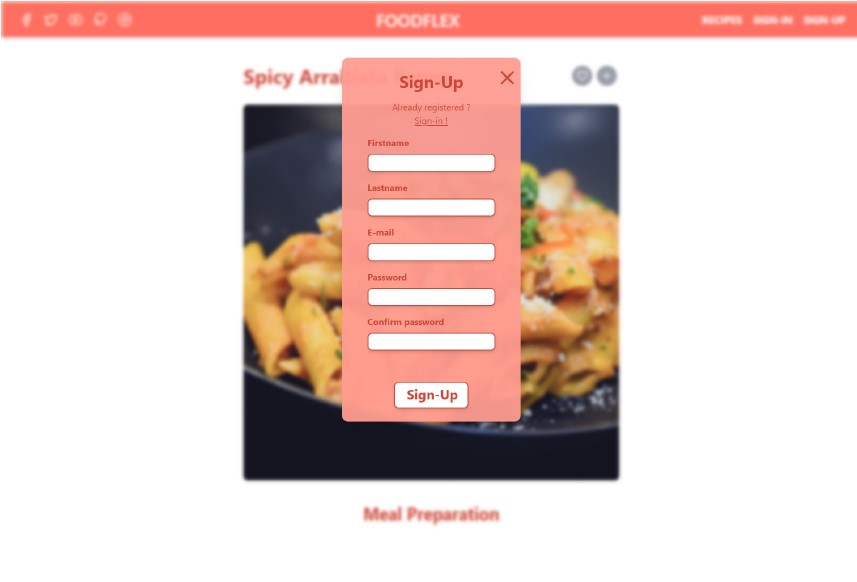 FOODFLEX
RECIPES SIGN-IN SIGN-UP
Spicy Arra
Sign-Up
Already registered ?
Sign-in !
Firstname
Lastname
E-mail
Password
Confirm password
Sign-Up
Meal Preparation